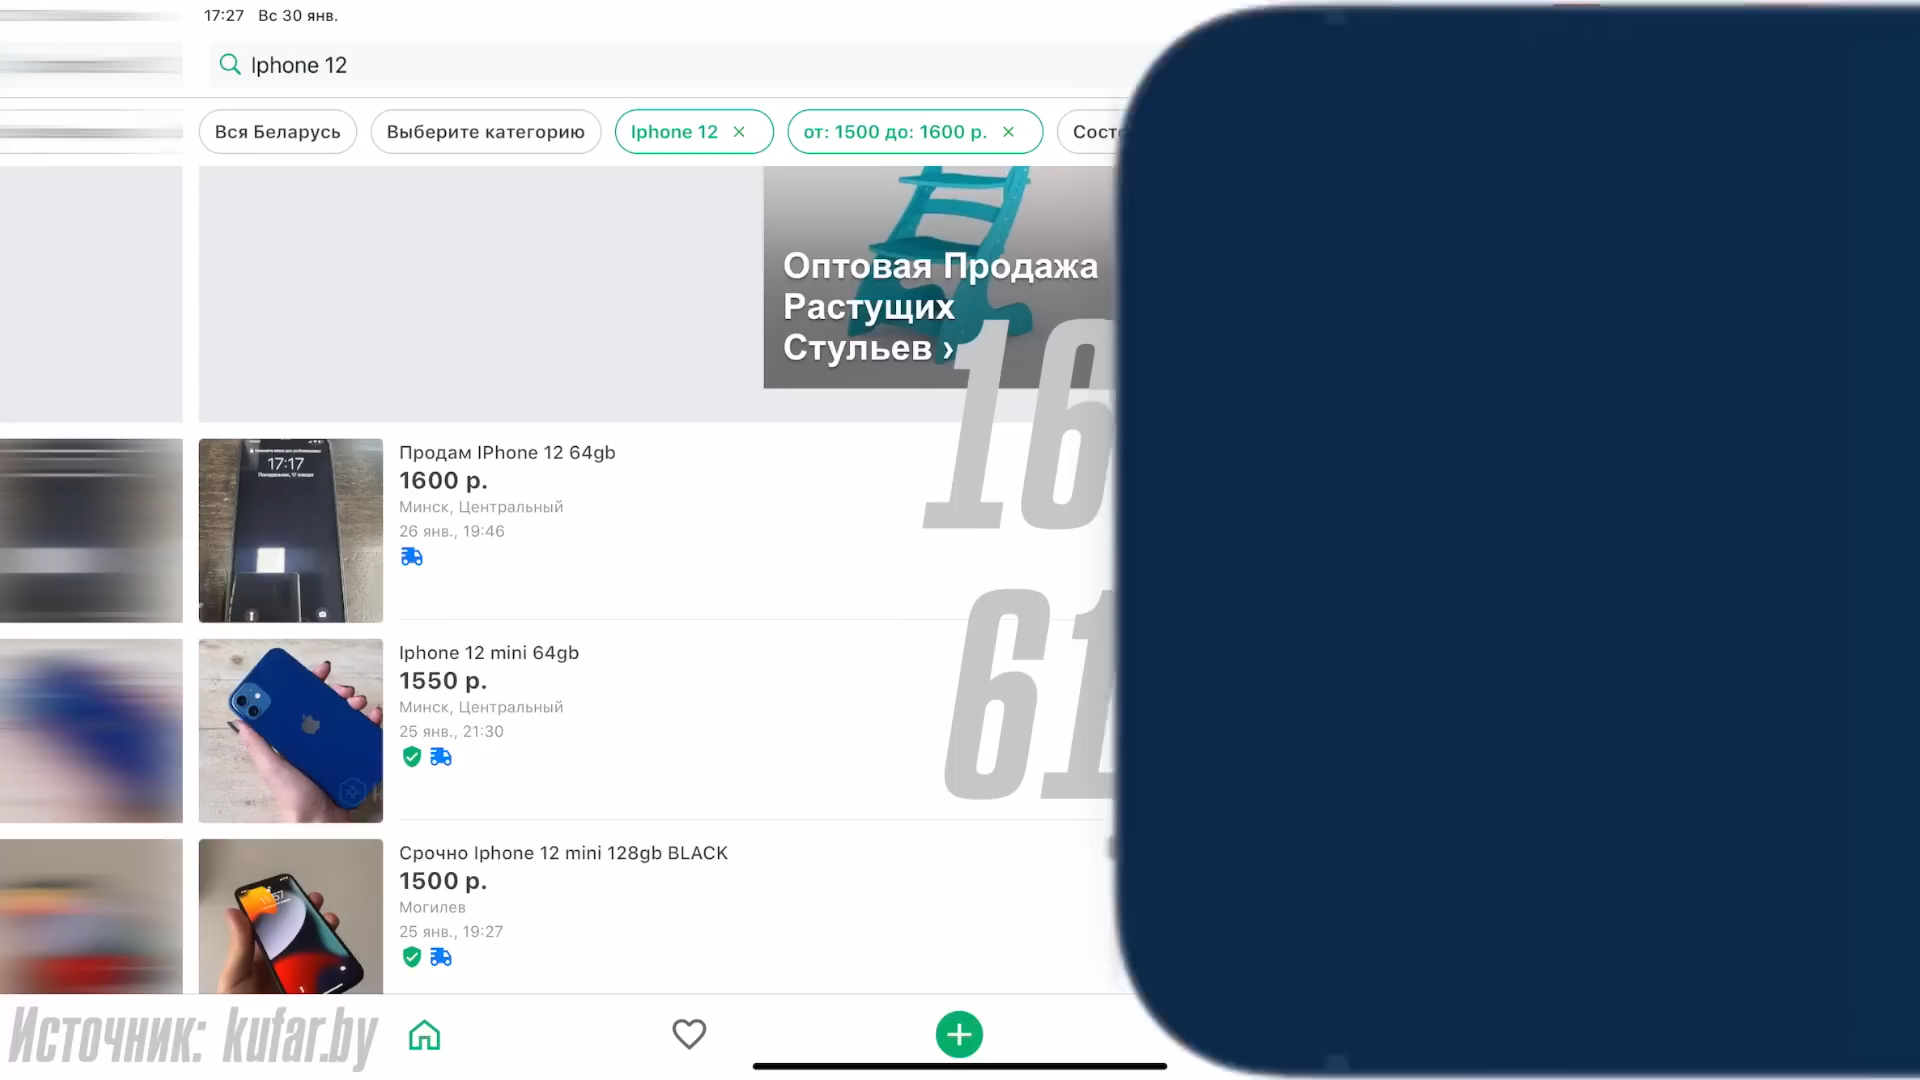 17:27 Вс 30 янв.
Iphone 12
Вся Беларусь
Выберите категорию
Iphone 12 ×
от: 1500 до: 1600 р. ×
Оптовая Продажа
Растущих
Стульев ›
16
61
17:17
Продам IPhone 12 64gb
1600 р.
Минск, Центральный
26 янв., 19:46
Iphone 12 mini 64gb
1550 р.
Минск, Центральный
25 янв., 21:30
Срочно Iphone 12 mini 128gb BLACK
1500 р.
Могилев
25 янв., 19:27
Источник: kufar.by